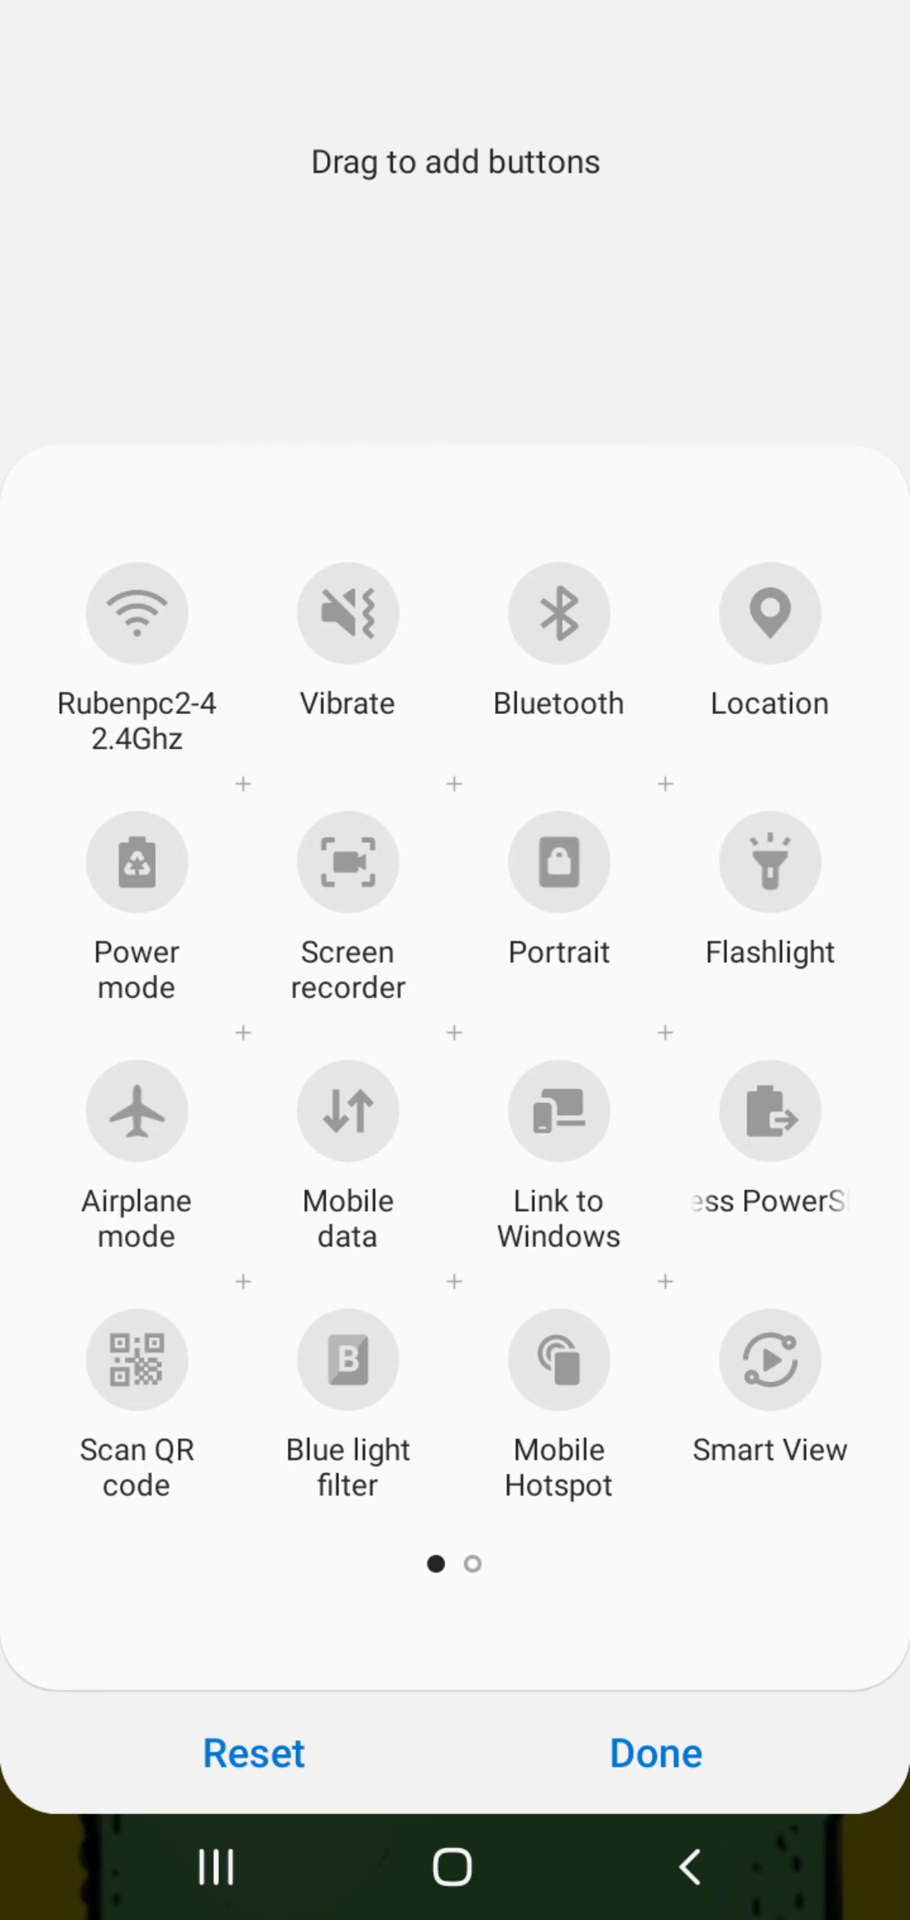 Drag to add buttons
Rubenpc2-4
2.4Ghz
Vibrate
Bluetooth
Location
Power
mode
Screen
recorder
Portrait
Flashlight
Airplane
mode
Mobile
data
Link to
Windows
ess PowerS
Scan QR
code
B
Blue light
filter
Mobile
Hotspot
Smart View
Reset
Done